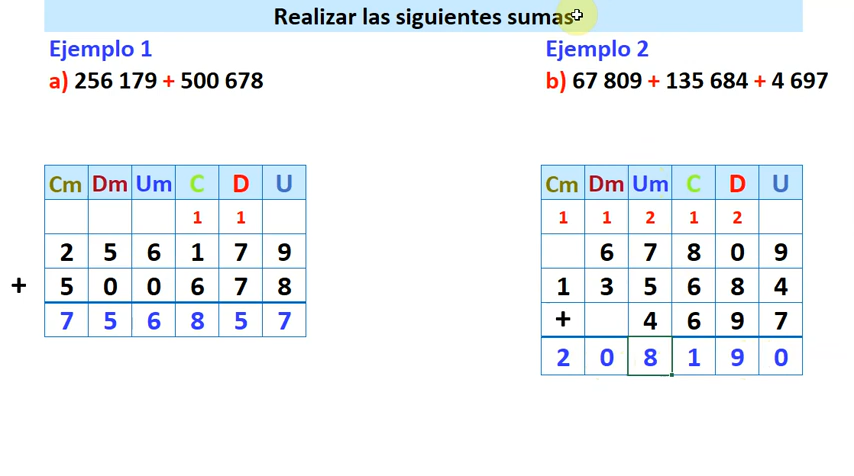 Realizar las siguientes sumas
Ejemplo 1
a) 256 179 + 500 678
Cm Dm Um C D U
1 1
2 5 6 1 7 9
+ 5 0 0 6 7 8
7 5 6 8 5 7
Ejemplo 2
b) 67 809 + 135 684 + 4 697
Cm Dm Um C D U
1 1 2 1 2
6 7 8 0 9
1 3 5 6 8 4
+ 4 6 9 7
2 0 8 1 9 0